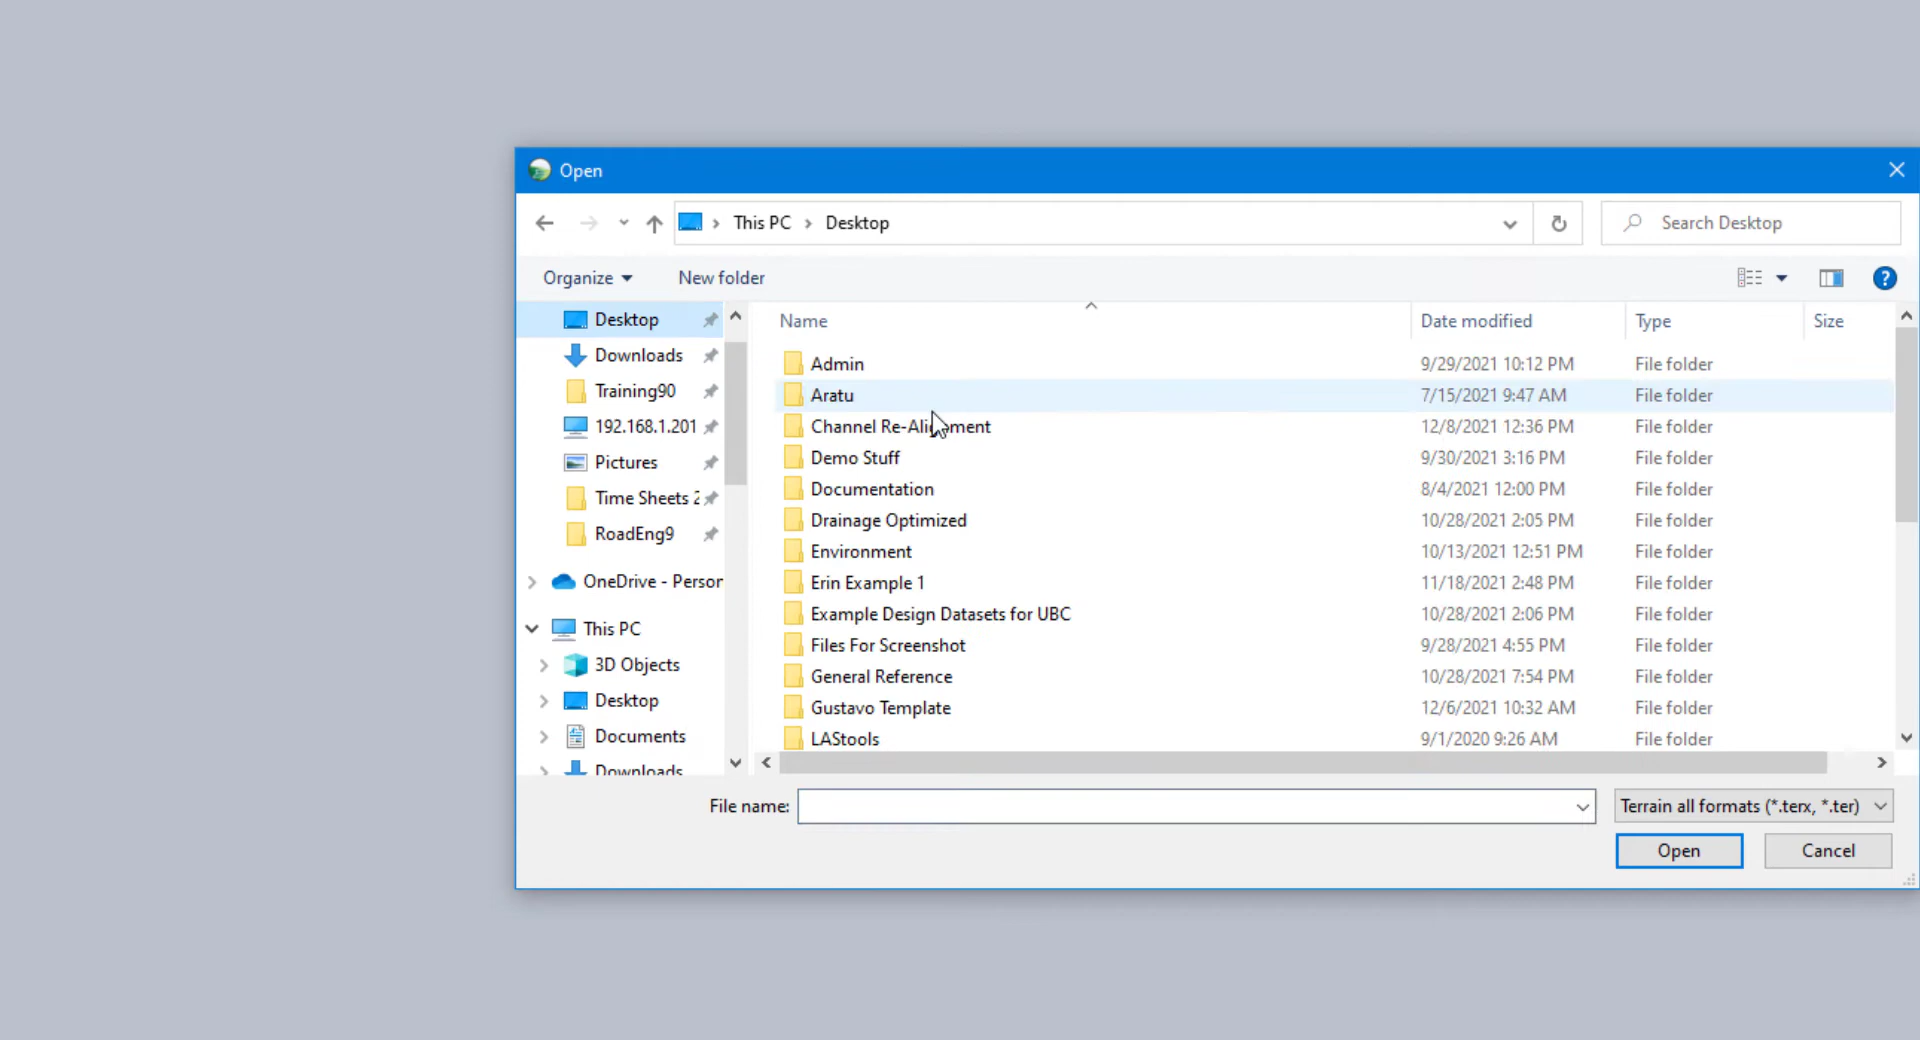 Open
This PC > Desktop
Search Desktop
Organize
New folder
Desktop
Downloads
Training90
192.168.1.201
Pictures
Time Sheets 2
RoadEng9
OneDrive - Person
This PC
3D Objects
Desktop
Documents
Downloads
Name Date modified Type Size
Admin 9/29/2021 10:12 PM File folder
Aratu 7/15/2021 9:47 AM File folder
Channel Re-Alignment 12/8/2021 12:36 PM File folder
Demo Stuff 9/30/2021 3:16 PM File folder
Documentation 8/4/2021 12:00 PM File folder
Drainage Optimized 10/28/2021 2:05 PM File folder
Environment 10/13/2021 12:51 PM File folder
Erin Example 1 11/18/2021 2:48 PM File folder
Example Design Datasets for UBC 10/28/2021 2:06 PM File folder
Files For Screenshot 9/28/2021 4:55 PM File folder
General Reference 10/28/2021 7:54 PM File folder
Gustavo Template 12/6/2021 10:32 AM File folder
LAStools 9/1/2020 9:26 AM File folder
File name:
Terrain all formats (*.terx, *.ter)
Open
Cancel